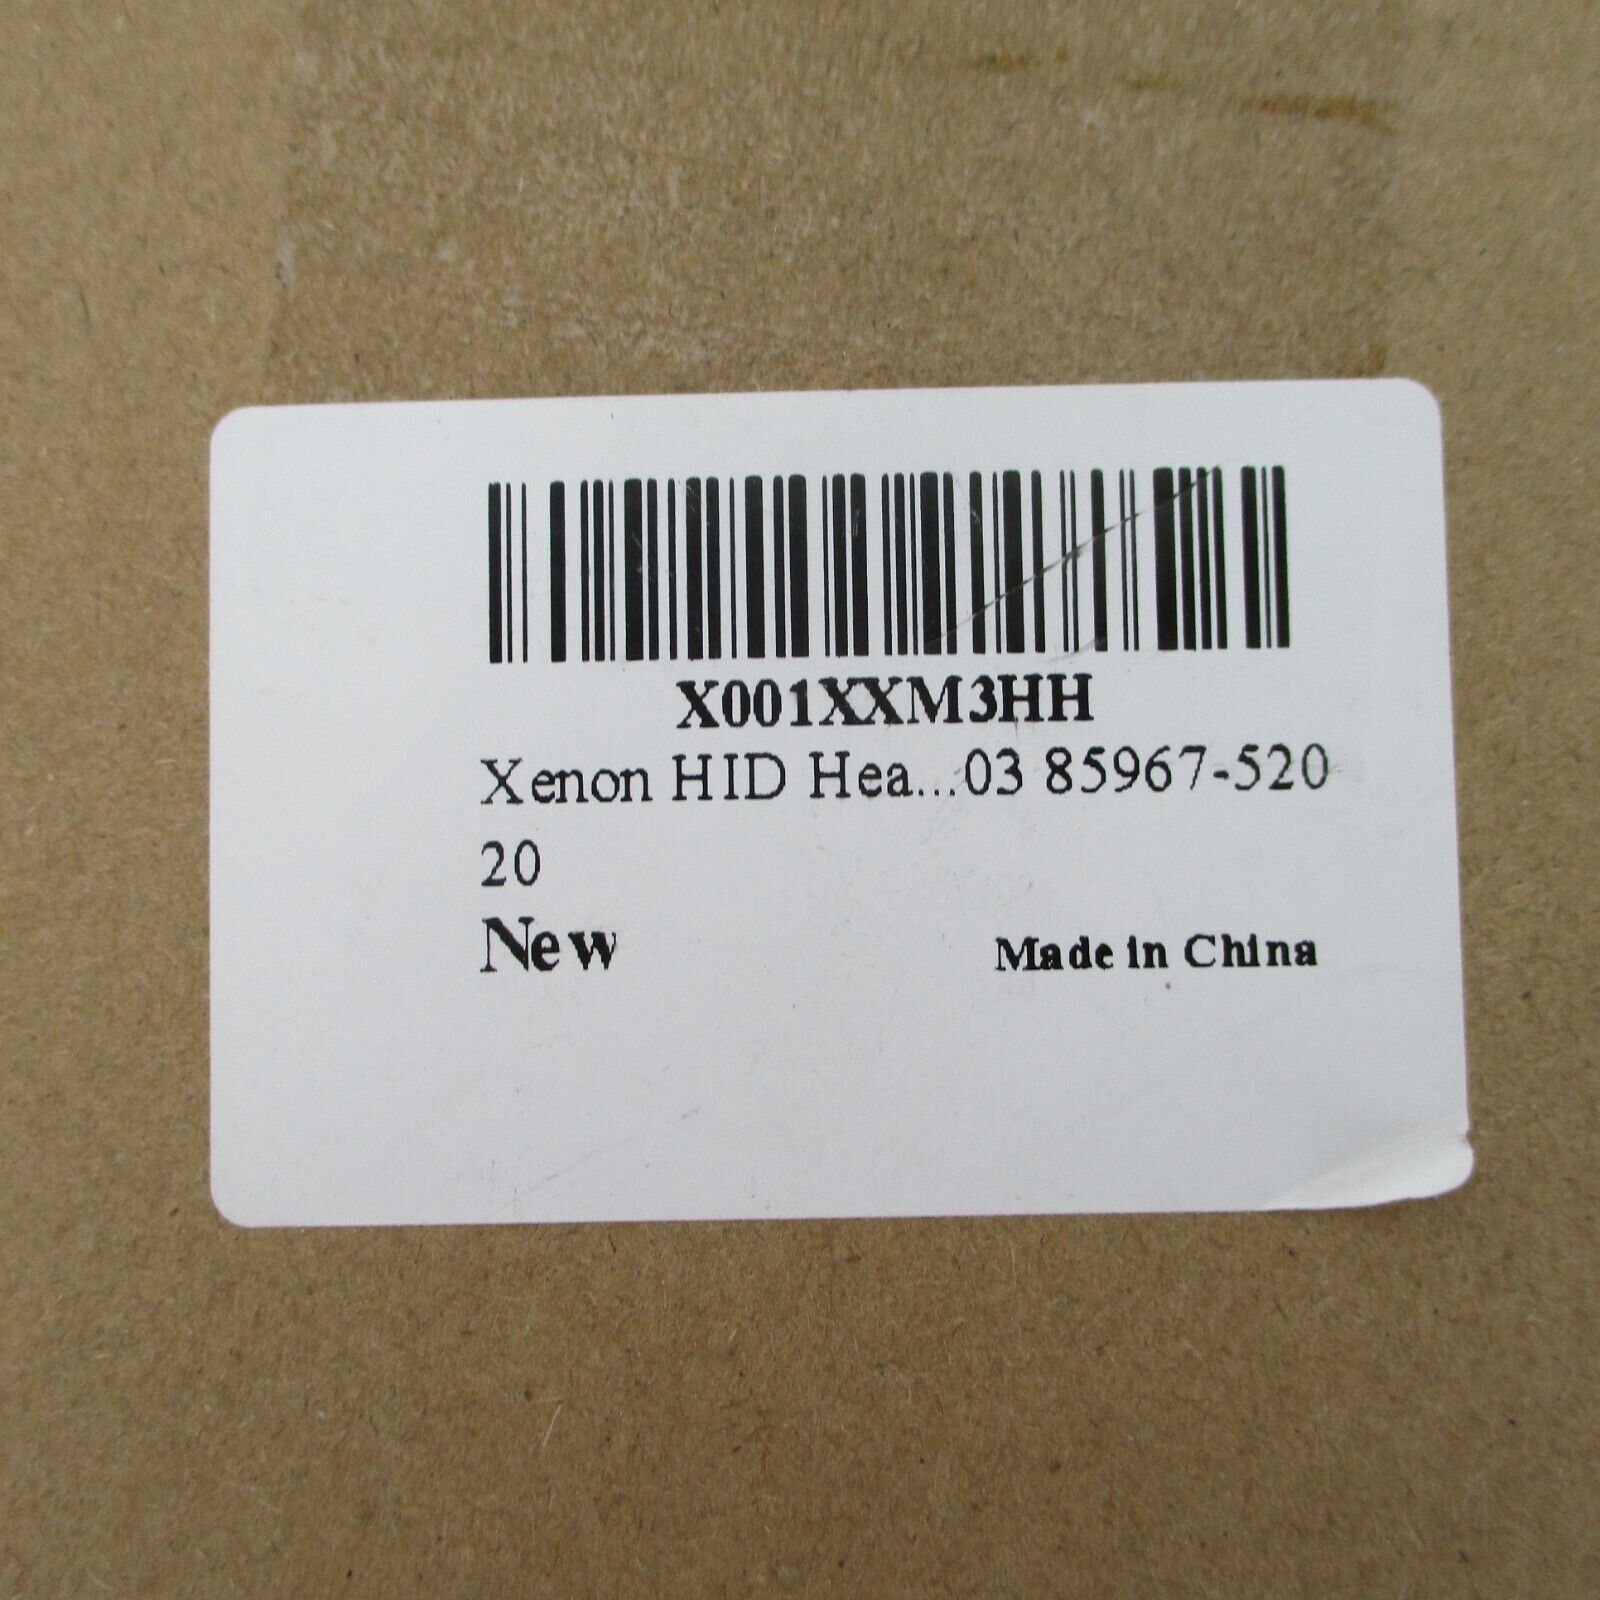 X001XXM3HH
Xenon HID Hea...03 85967-520
20
New
Made in China